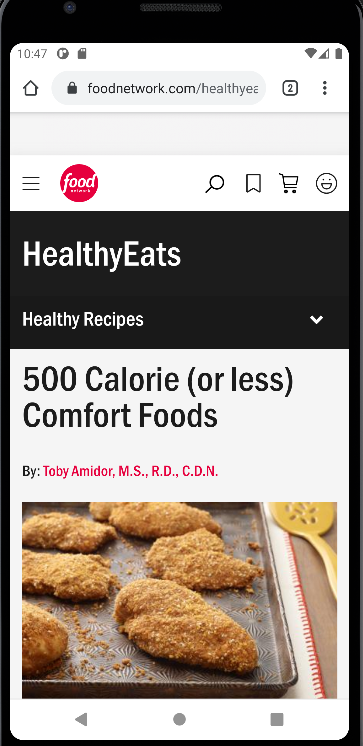 10:47
foodnetwork.com/healthyea
2
food
network
HealthyEats
Healthy Recipes
500 Calorie (or less)
Comfort Foods
By: Toby Amidor, M.S., R.D., C.D.N.